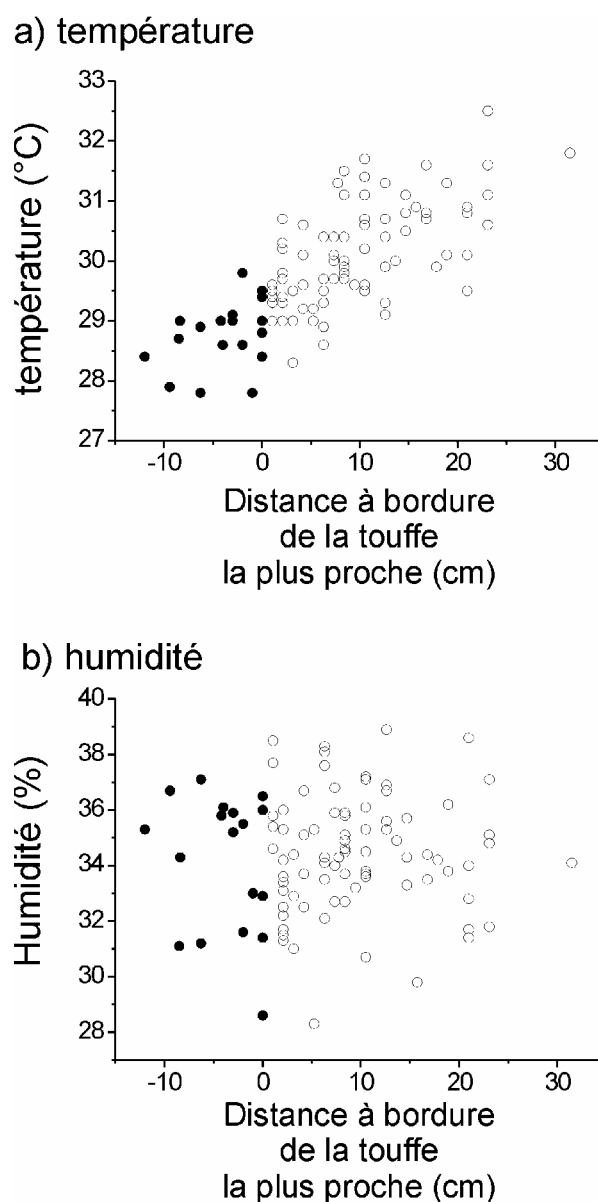 a) température
33
32
31
30
29
28
27
température (°C)
-10 0 10 20 30
Distance à bordure
de la touffe
la plus proche (cm)
b) humidité
40
38
36
34
32
30
28
Humidité (%)
-10 0 10 20 30
Distance à bordure
de la touffe
la plus proche (cm)